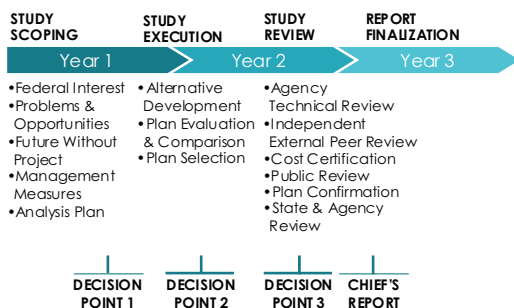 STUDY
SCOPING
STUDY
EXECUTION
STUDY
REVIEW
REPORT
FINALIZATION
Year 1
Year 2
Year 3
•Federal Interest
•Problems &
Opportunities
•Future Without
Project
•Management
Measures
•Analysis Plan
•Alternative
Development
•Plan Evaluation
& Comparison
•Plan Selection
•Agency
Technical Review
•Independent
External Peer Review
•Cost Certification
•Public Review
•Plan Confirmation
•State & Agency
Review
DECISION
POINT 1
DECISION
POINT 2
DECISION
POINT 3
CHIEF'S
REPORT